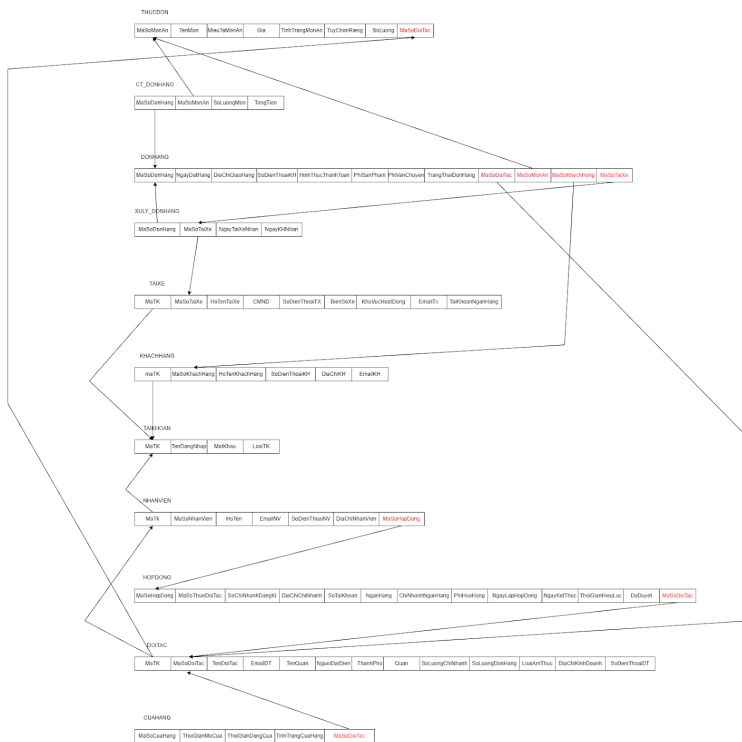 THUCDON
MaSoMonAn TenMon MieuTaMonAn Gia TinhTrangMonAn TuyChonRieng SoLuong MaSoDoiTac
CT_DONHANG
MaSoDonHang MaSoMonAn SoLuongMon TongTien
DONHANG
MaSoDonHang NgayDatHang DiaChiGiaoHang SoDienThoaiKH HinhThucThanhToan PhiSanPham PhiVanChuyen TrangThaiDonHang MaSoDoiTac MaSoMonAn MaSoKhachHang MaSoTaiXe
XULY_DONHANG
MaSoDonHang MaSoTaiXe NgayTaiXeNhan NgayKHNhan
TAIXE
MaTK MaSoTaiXe HoTenTaiXe CMND SoDienThoaiTX BienSoXe KhuVucHoatDong EmailTx TaiKhoanNganHang
KHACHHANG
maTK MaSoKhachHang HoTenKhachHang SoDienThoaiKH DiaChiKH EmailKH
TAIKHOAN
MaTK TenDangNhap MatKhau LoaiTK
NHANVIEN
MaTk MaSoNhanVien HoTen EmailNV SoDienThoaiNV DiaChiNhanVien MaSoHopDong
HOPDONG
MaSoHopDong MaSoThueDoiTac SoChiNhanhDangKi DiaChiChiNhanh SoTaiKhoan NganHang ChiNhanhNganHang PhiHoaHong NgayLapHopDong NgayKetThuc ThoiGianHieuLuc DaDuyet MaSoDoiTac
DOITAC
MaTK MaSoDoiTac TenDoiTac EmailDT TenQuan NguoiDaiDien ThanhPho Quan SoLuongChiNhanh SoLuongDonHang LoaiAmThuc DiaChiKinhDoanh SoDienThoaiDT
CUAHANG
MaSoCuaHang ThoiGianMoCua ThoiGianDongCua TinhTrangCuaHang MaSoDoiTac